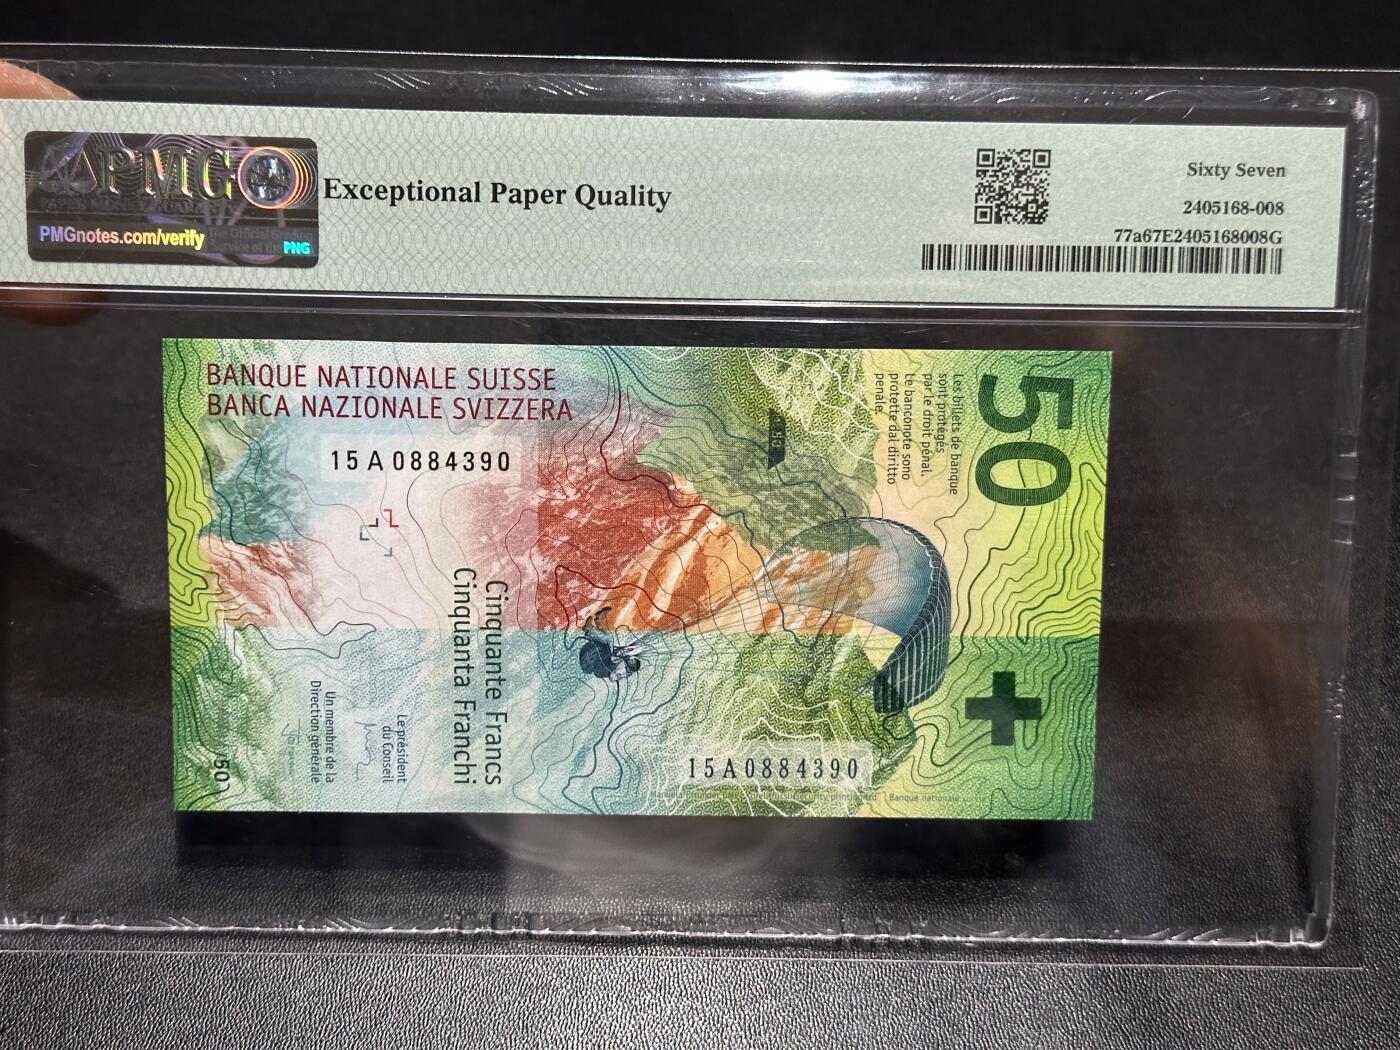 PMG
PMGnotes.com/verify
PNG
Exceptional Paper Quality
Sixty Seven
2405168-008
77a67E2405168008G
BANQUE NATIONALE SUISSE
BANCA NAZIONALE SVIZZERA
15A0884390
Les billets de banque
sont protégés
par le droit pénal.
Le banconote sono
protette dal diritto
penale.
50
Cinquante Francs
Cinquanta Franchi
Le président
du Conseil
Un membre de la
Direction générale
50
15A0884390